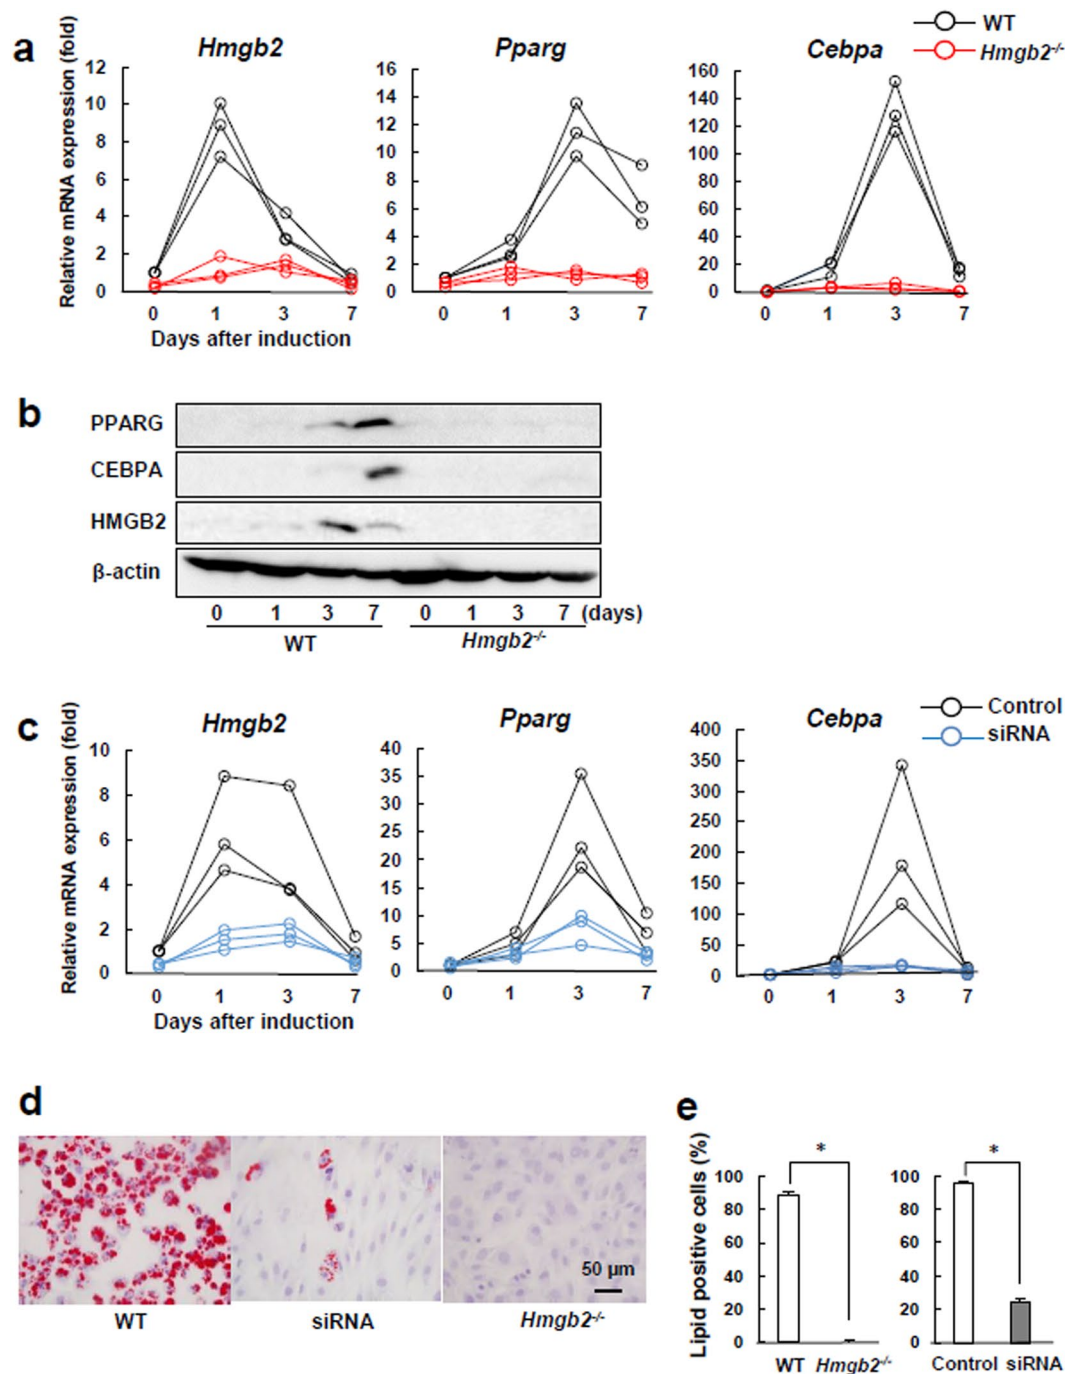 a
Hmgb2
Pparg
Cebpa
WT
Hmgb2-/-
Relative mRNA expression (fold)
12
10
8
6
4
2
0
16
14
12
10
8
6
4
2
0
160
140
120
100
80
60
40
20
0
0 1 3 7
0 1 3 7
0 1 3 7
Days after induction
b
PPARG
CEBPA
HMGB2
β-actin
0 1 3 7 0 1 3 7 (days)
WT Hmgb2-/-
c
Hmgb2
Pparg
Cebpa
Control
siRNA
Relative mRNA expression (fold)
10
8
6
4
2
0
40
35
30
25
20
15
10
5
0
400
350
300
250
200
150
100
50
0
0 1 3 7
0 1 3 7
0 1 3 7
Days after induction
d
50 µm
WT siRNA Hmgb2-/-
e
Lipid positive cells (%)
*
100
80
60
40
20
0
WT Hmgb2-/-
*
100
80
60
40
20
0
Control siRNA